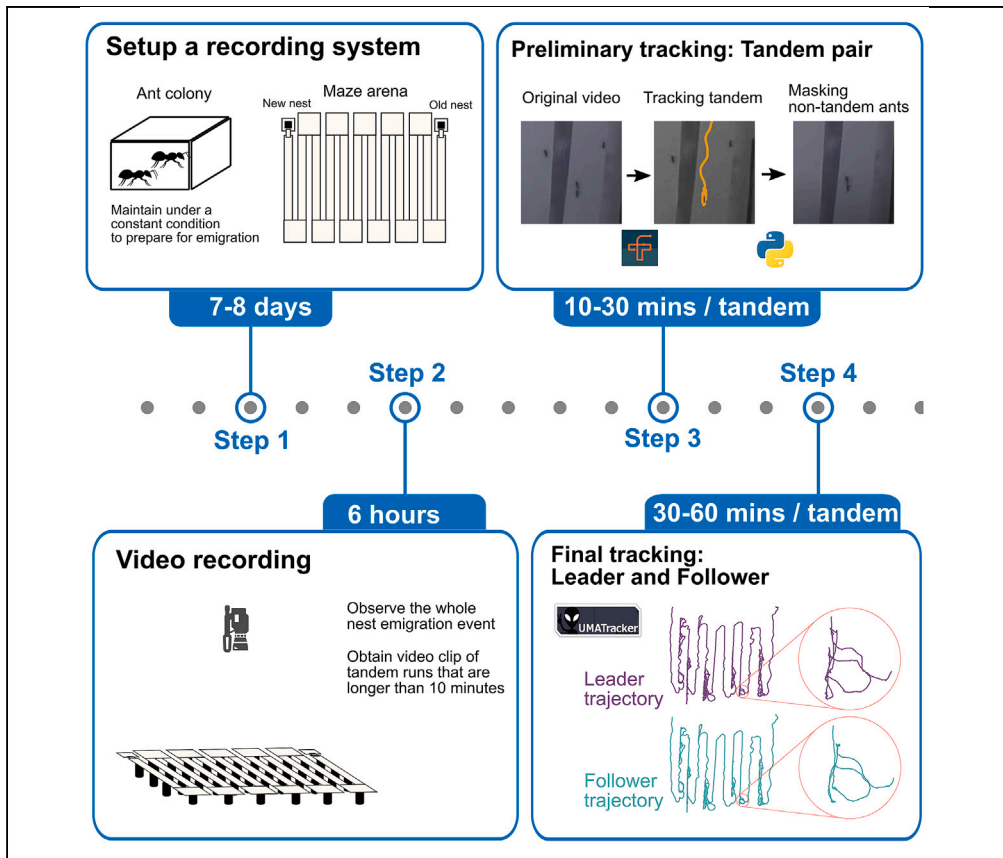 Setup a recording system
Ant colony
Maze arena
New nest
Old nest
Maintain under a
constant condition
to prepare for emigration
7-8 days
Preliminary tracking: Tandem pair
Original video
Tracking tandem
Masking
non-tandem ants
10-30 mins / tandem
Step 1
Step 2
Step 3
Step 4
6 hours
Video recording
Observe the whole
nest emigration event
Obtain video clip of
tandem runs that are
longer than 10 minutes
30-60 mins / tandem
Final tracking:
Leader and Follower
UMATracker
Leader
trajectory
Follower
trajectory